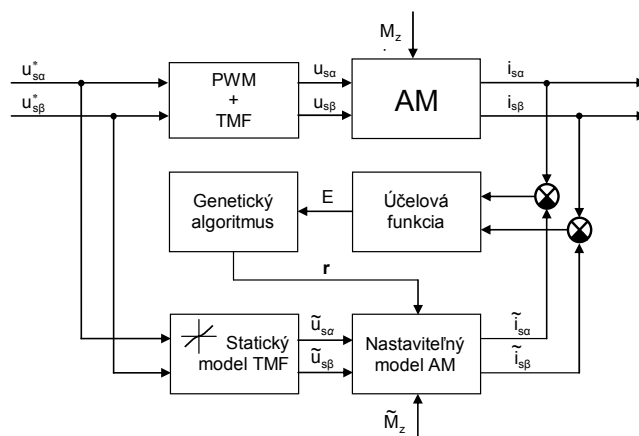 M_z
u*_sα
u*_sβ
PWM
+
TMF
u_sα
u_sβ
AM
i_sα
i_sβ
Genetický
algoritmus
E
Účelová
funkcia
r
Statický
model TMF
ũ_sα
ũ_sβ
Nastaviteľný
model AM
ĩ_sα
ĩ_sβ
M̃_z